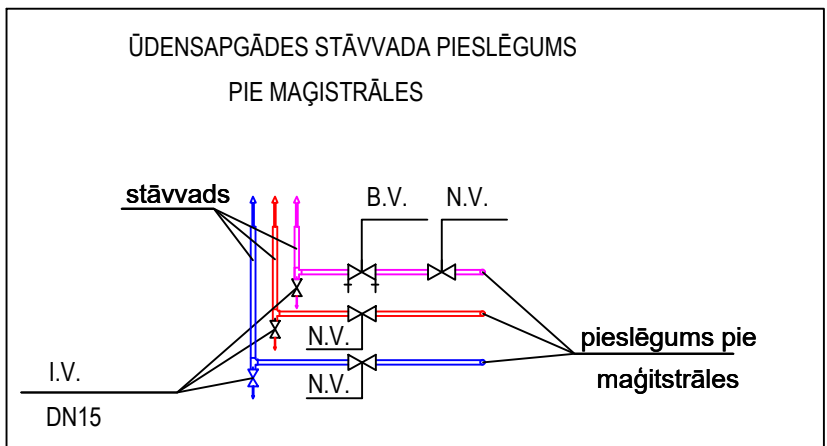 ŪDENSAPGĀDES STĀVVADA PIESLĒGUMS
PIE MAĢISTRĀLES
stāvvads
B.V.
N.V.
N.V.
pieslēgums pie
maģitstrāles
I.V.
N.V.
DN15